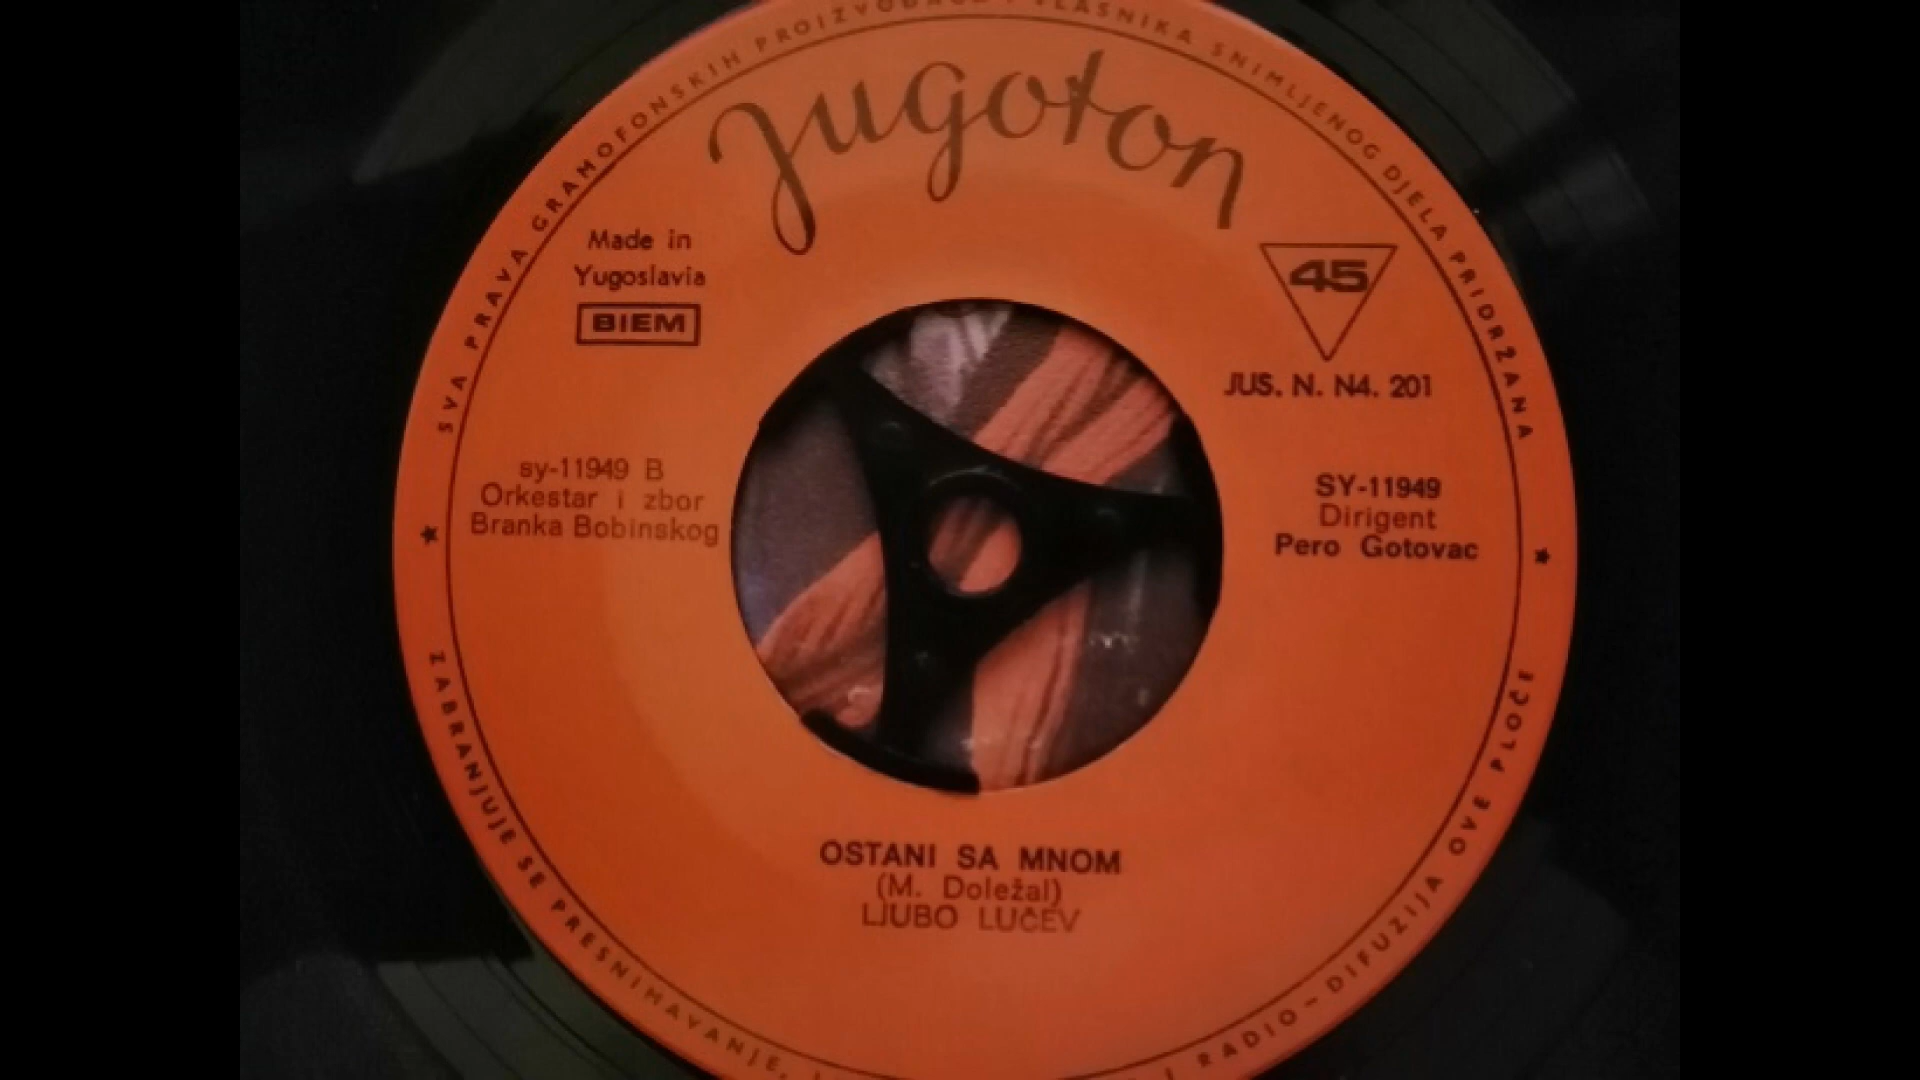 SVA PRAVA GRAMOFONSKIH PROIZVOĐAČA I VLASNIKA SNIMLJENOG DJELA PRIDRŽANA
Jugoton
Made in
Yugoslavia
BIEM
45
JUS. N. N4. 201
sy-11949 B
Orkestar i zbor
Branka Bobinskog
SY-11949
Dirigent
Pero Gotovac
OSTANI SA MNOM
(M. Doležal)
LJUBO LUČEV
ZABRANJUJE SE PRESNIMAVANJE,
I RADIO-DIFUZIJA OVE PLOČE